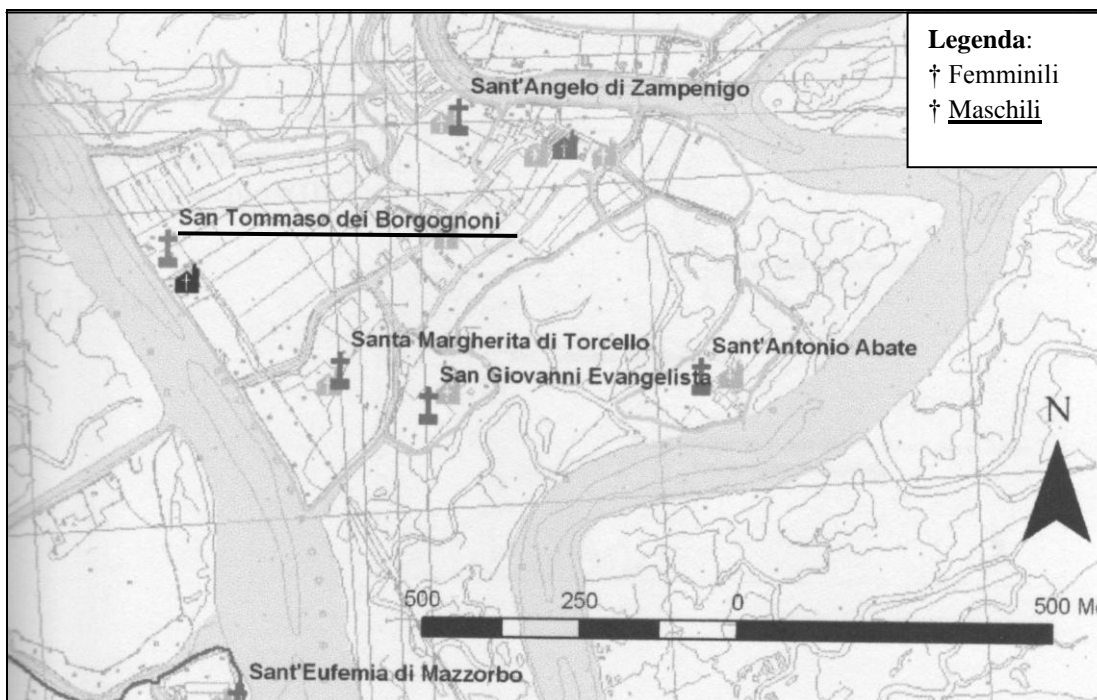 Legenda:
† Femminili
† Maschili
Sant'Angelo di Zampenigo
San Tommaso dei Borgognoni
Santa Margherita di Torcello
Sant'Antonio Abate
San Giovanni Evangelista
N
500 250 0 500 Me
Sant'Eufemia di Mazzorbo